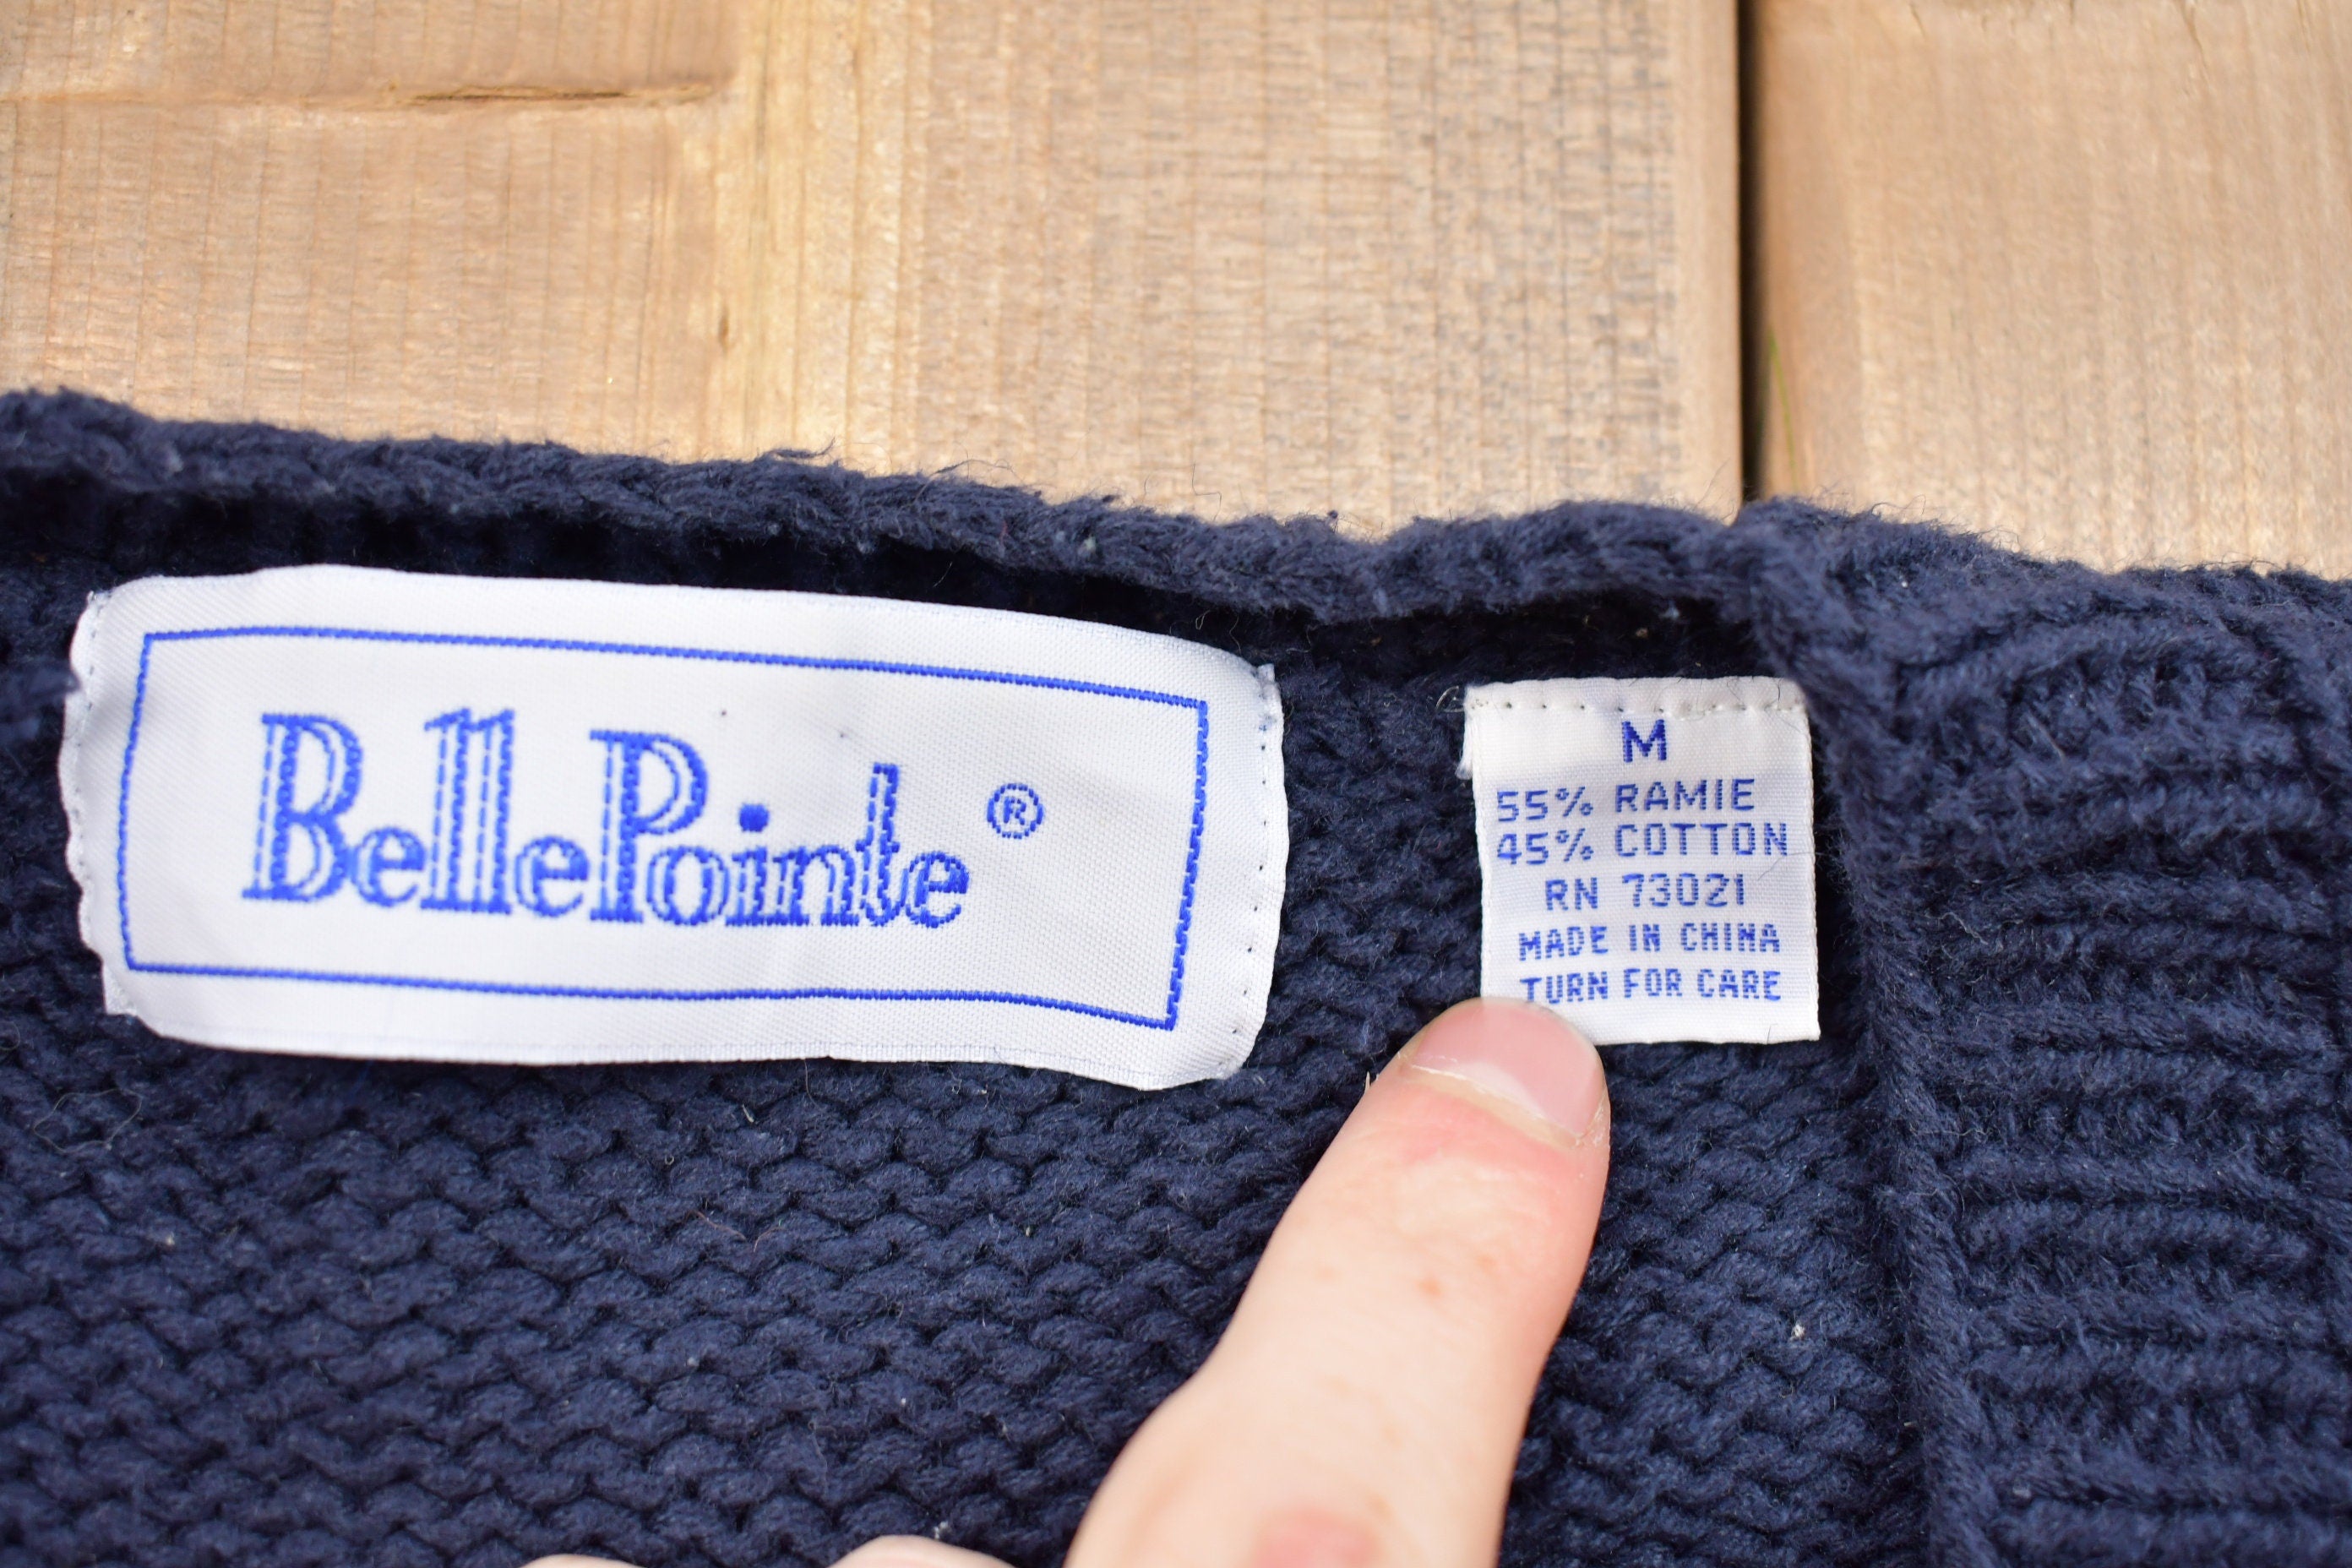 BellePointe ®
M
55% RAMIE
45% COTTON
RN 73021
MADE IN CHINA
TURN FOR CARE